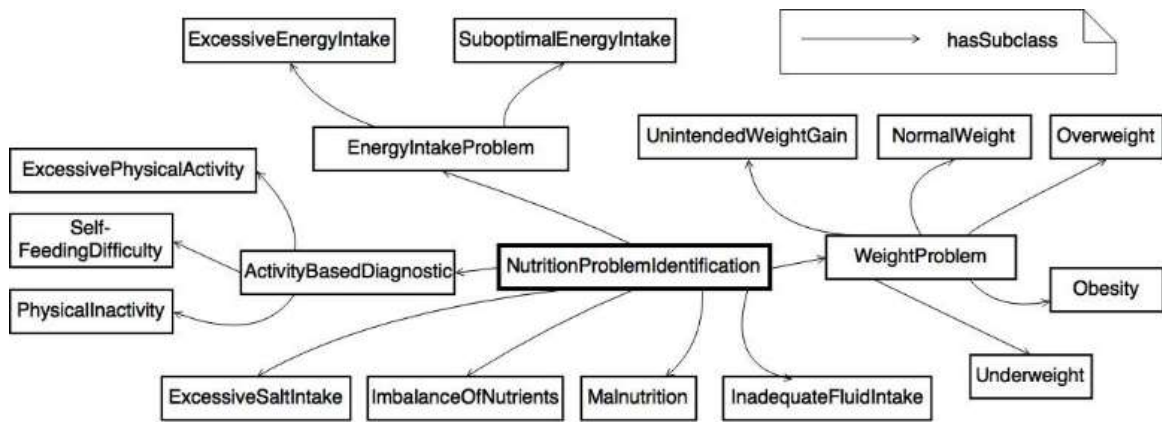 ExcessiveEnergyIntake
SuboptimalEnergyIntake
hasSubclass
EnergyIntakeProblem
UnintendedWeightGain
NormalWeight
Overweight
ExcessivePhysicalActivity
Self-
FeedingDifficulty
ActivityBasedDiagnostic
NutritionProblemIdentification
WeightProblem
PhysicalInactivity
Obesity
ExcessiveSaltIntake
ImbalanceOfNutrients
Malnutrition
InadequateFluidIntake
Underweight